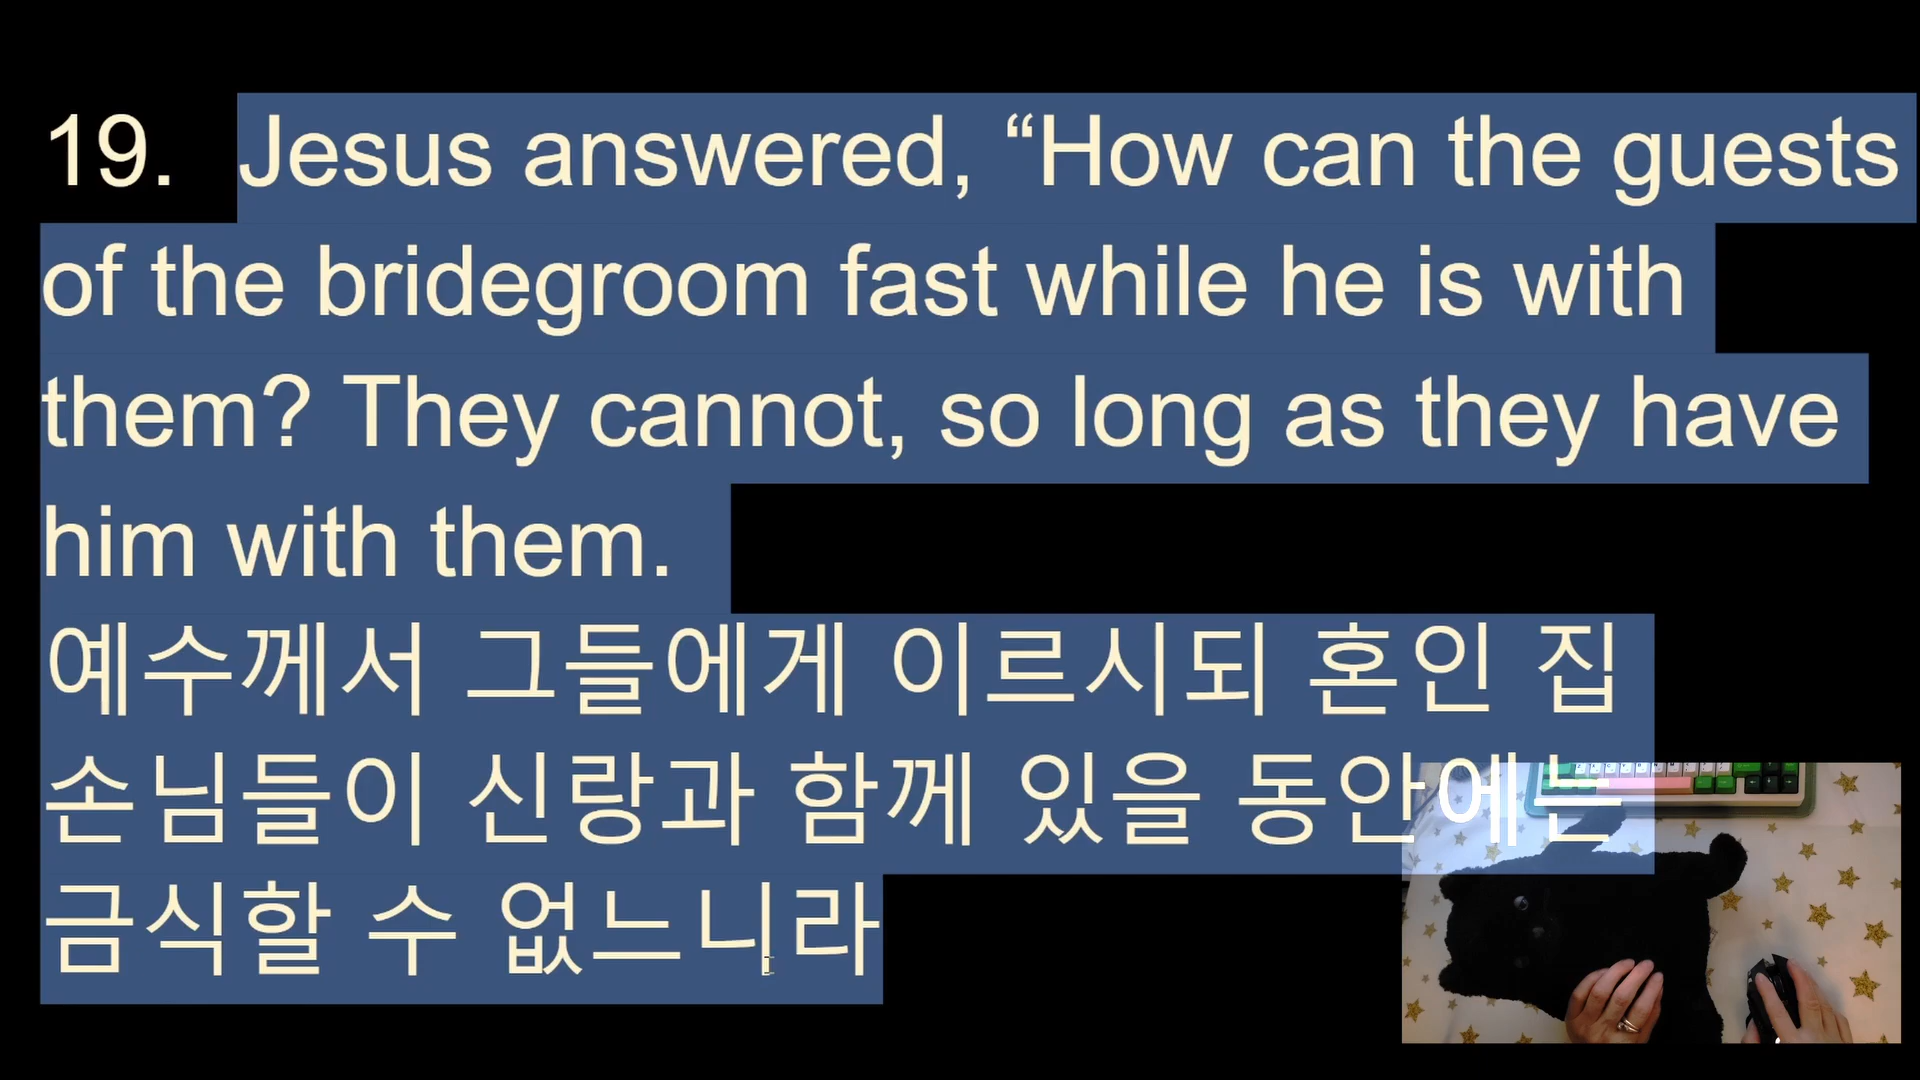 19. Jesus answered, “How can the guests
of the bridegroom fast while he is with
them? They cannot, so long as they have
him with them.
예수께서 그들에게 이르시되 혼인 집
손님들이 신랑과 함께 있을 동안에는
금식할 수 없느니라